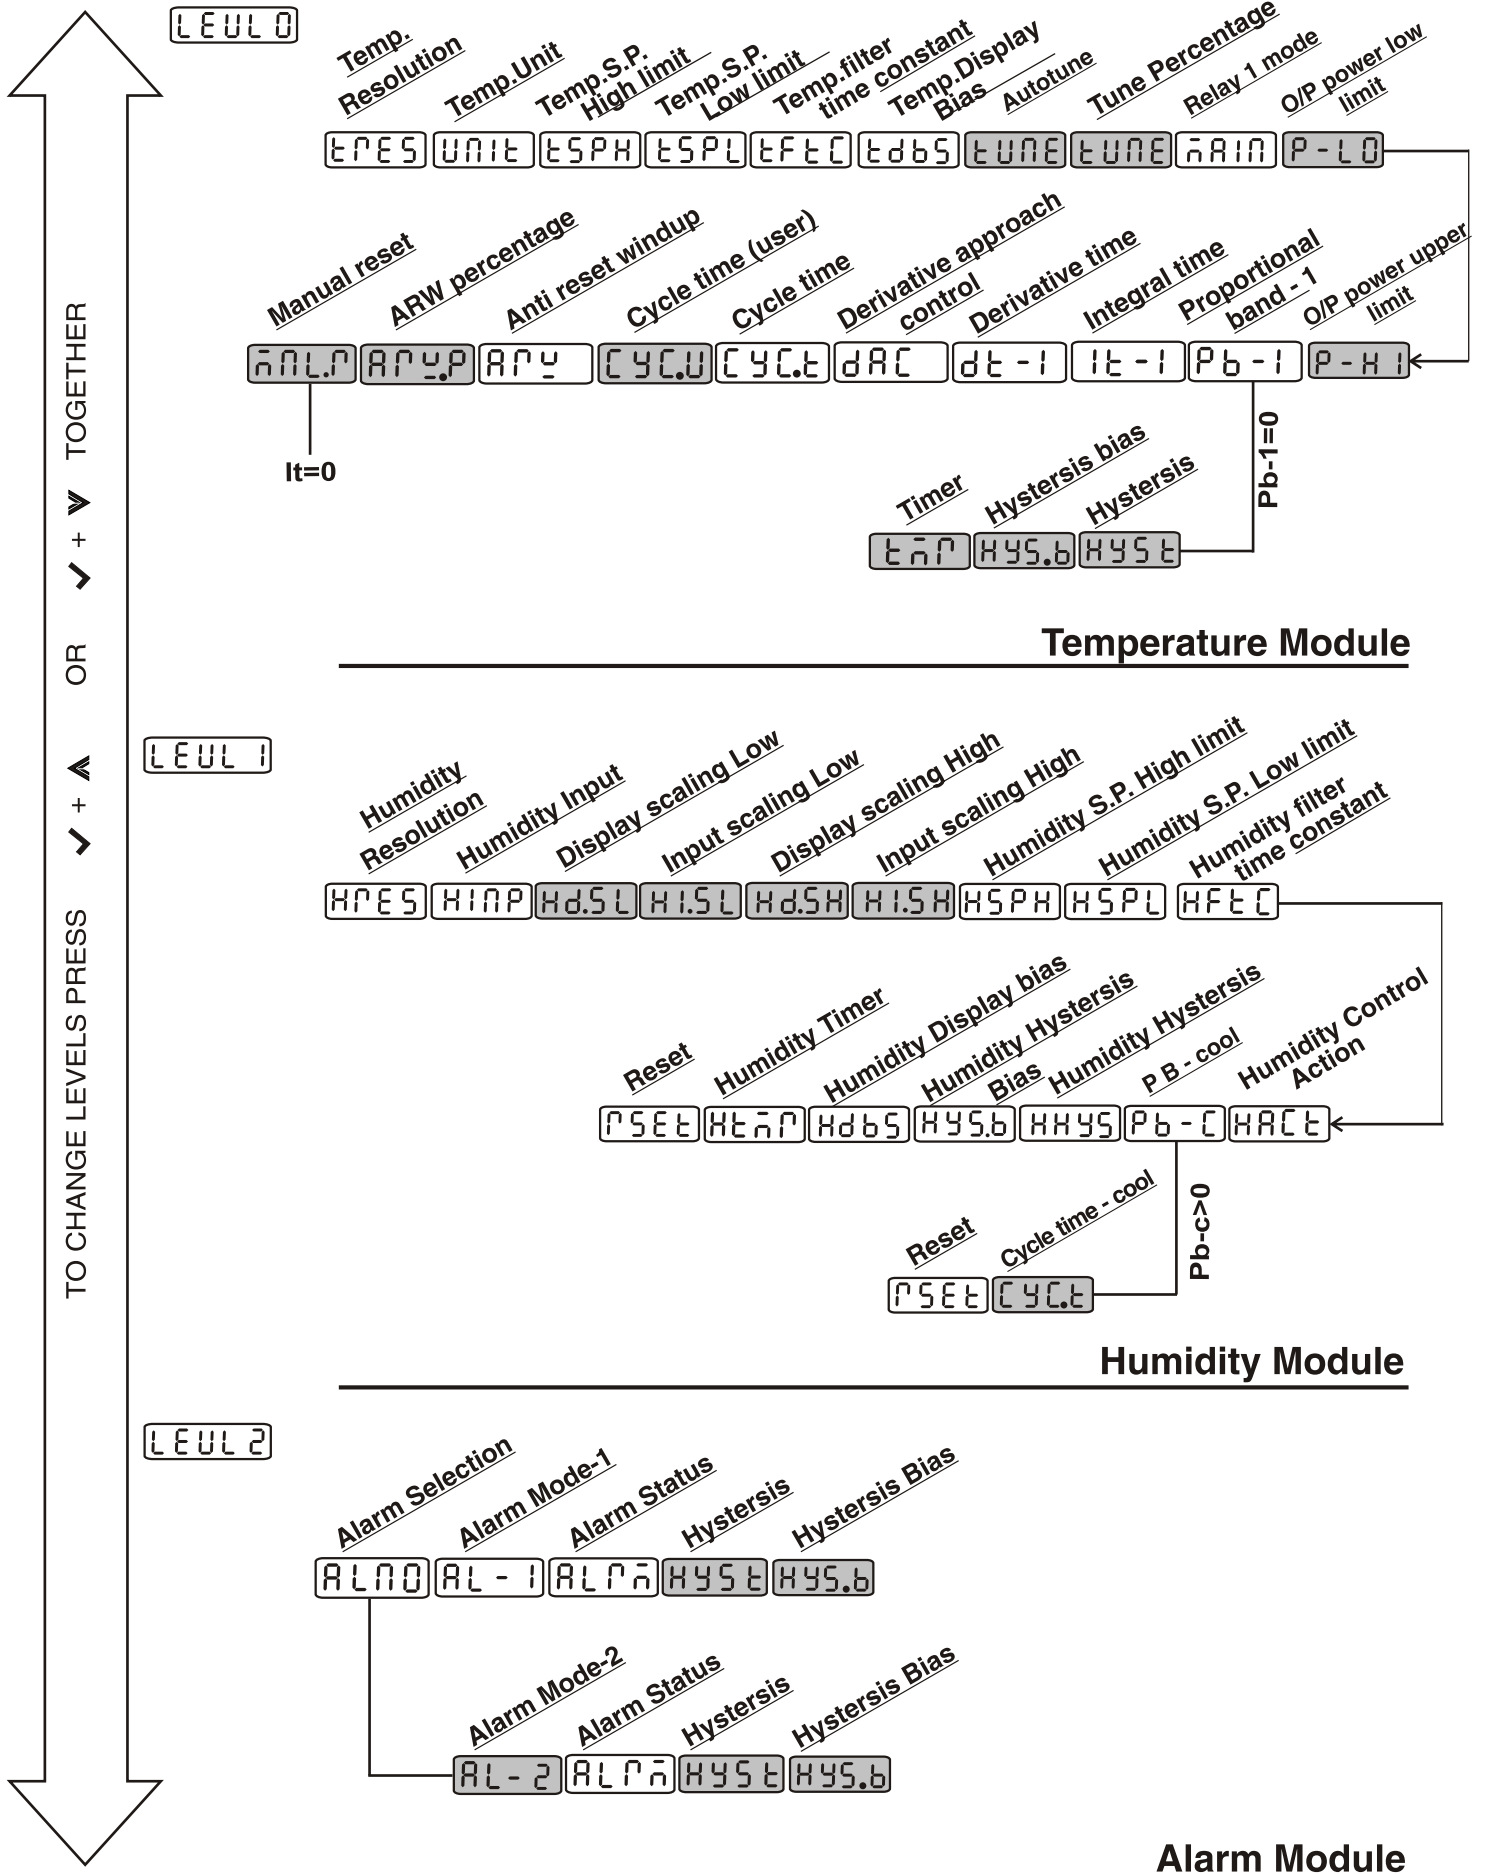 LEVL 0
Temp.
Resolution
Temp.Unit
Temp.S.P.
High limit
Temp.S.P.
Low limit
Temp.filter
time constant
Temp.Display
Bias
Autotune
Tune Percentage
Relay 1 mode
O/P power low
limit
trES
UNIt
tSPH
tSPL
tFtC
tdbS
tUNE
tUNE
mAIN
P-LO
Manual reset
ARW percentage
Anti reset windup
Cycle time (user)
Cycle time
Derivative approach
control
Derivative time
Integral time
Proportional
band - 1
O/P power upper
limit
mNL.r
Arw.P
Arw
CYC.U
CYC.t
dAC
dt-1
It-1
Pb-1
P-HI
It=0
Pb-1=0
Timer
Hystersis bias
Hystersis
tmr
HYS.b
HYSt
Temperature Module
TO CHANGE LEVELS PRESS ✓ + ⮝ OR ✓ + ⮟ TOGETHER
LEVL 1
Humidity
Resolution
Humidity Input
Display scaling Low
Input scaling Low
Display scaling High
Input scaling High
Humidity S.P. High limit
Humidity S.P. Low limit
Humidity filter
time constant
HrES
HINP
Hd.SL
HI.SL
Hd.SH
HI.SH
HSPH
HSPL
HFtC
Reset
Humidity Timer
Humidity Display bias
Humidity Hystersis
Bias
Humidity Hystersis
P B - cool
Humidity Control
Action
rSEt
Htmr
HdbS
HYS.b
HHYS
Pb-C
HACt
Pb-c>0
Reset
Cycle time - cool
rSEt
CYC.t
Humidity Module
LEVL 2
Alarm Selection
Alarm Mode-1
Alarm Status
Hystersis
Hystersis Bias
ALNO
AL-1
ALrm
HYSt
HYS.b
Alarm Mode-2
Alarm Status
Hystersis
Hystersis Bias
AL-2
ALrm
HYSt
HYS.b
Alarm Module